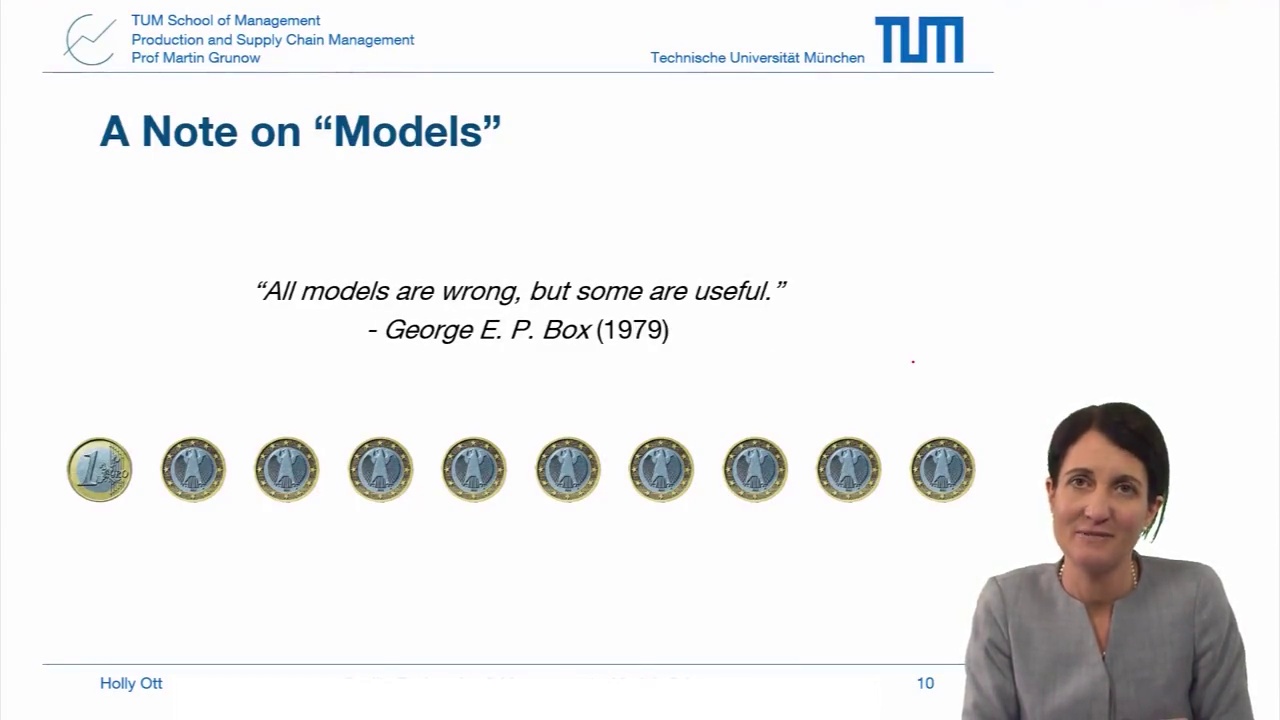 TUM School of Management
Production and Supply Chain Management
Prof Martin Grunow
Technische Universität München
TUM
A Note on “Models”
“All models are wrong, but some are useful.”
- George E. P. Box (1979)
1
Holly Ott
10